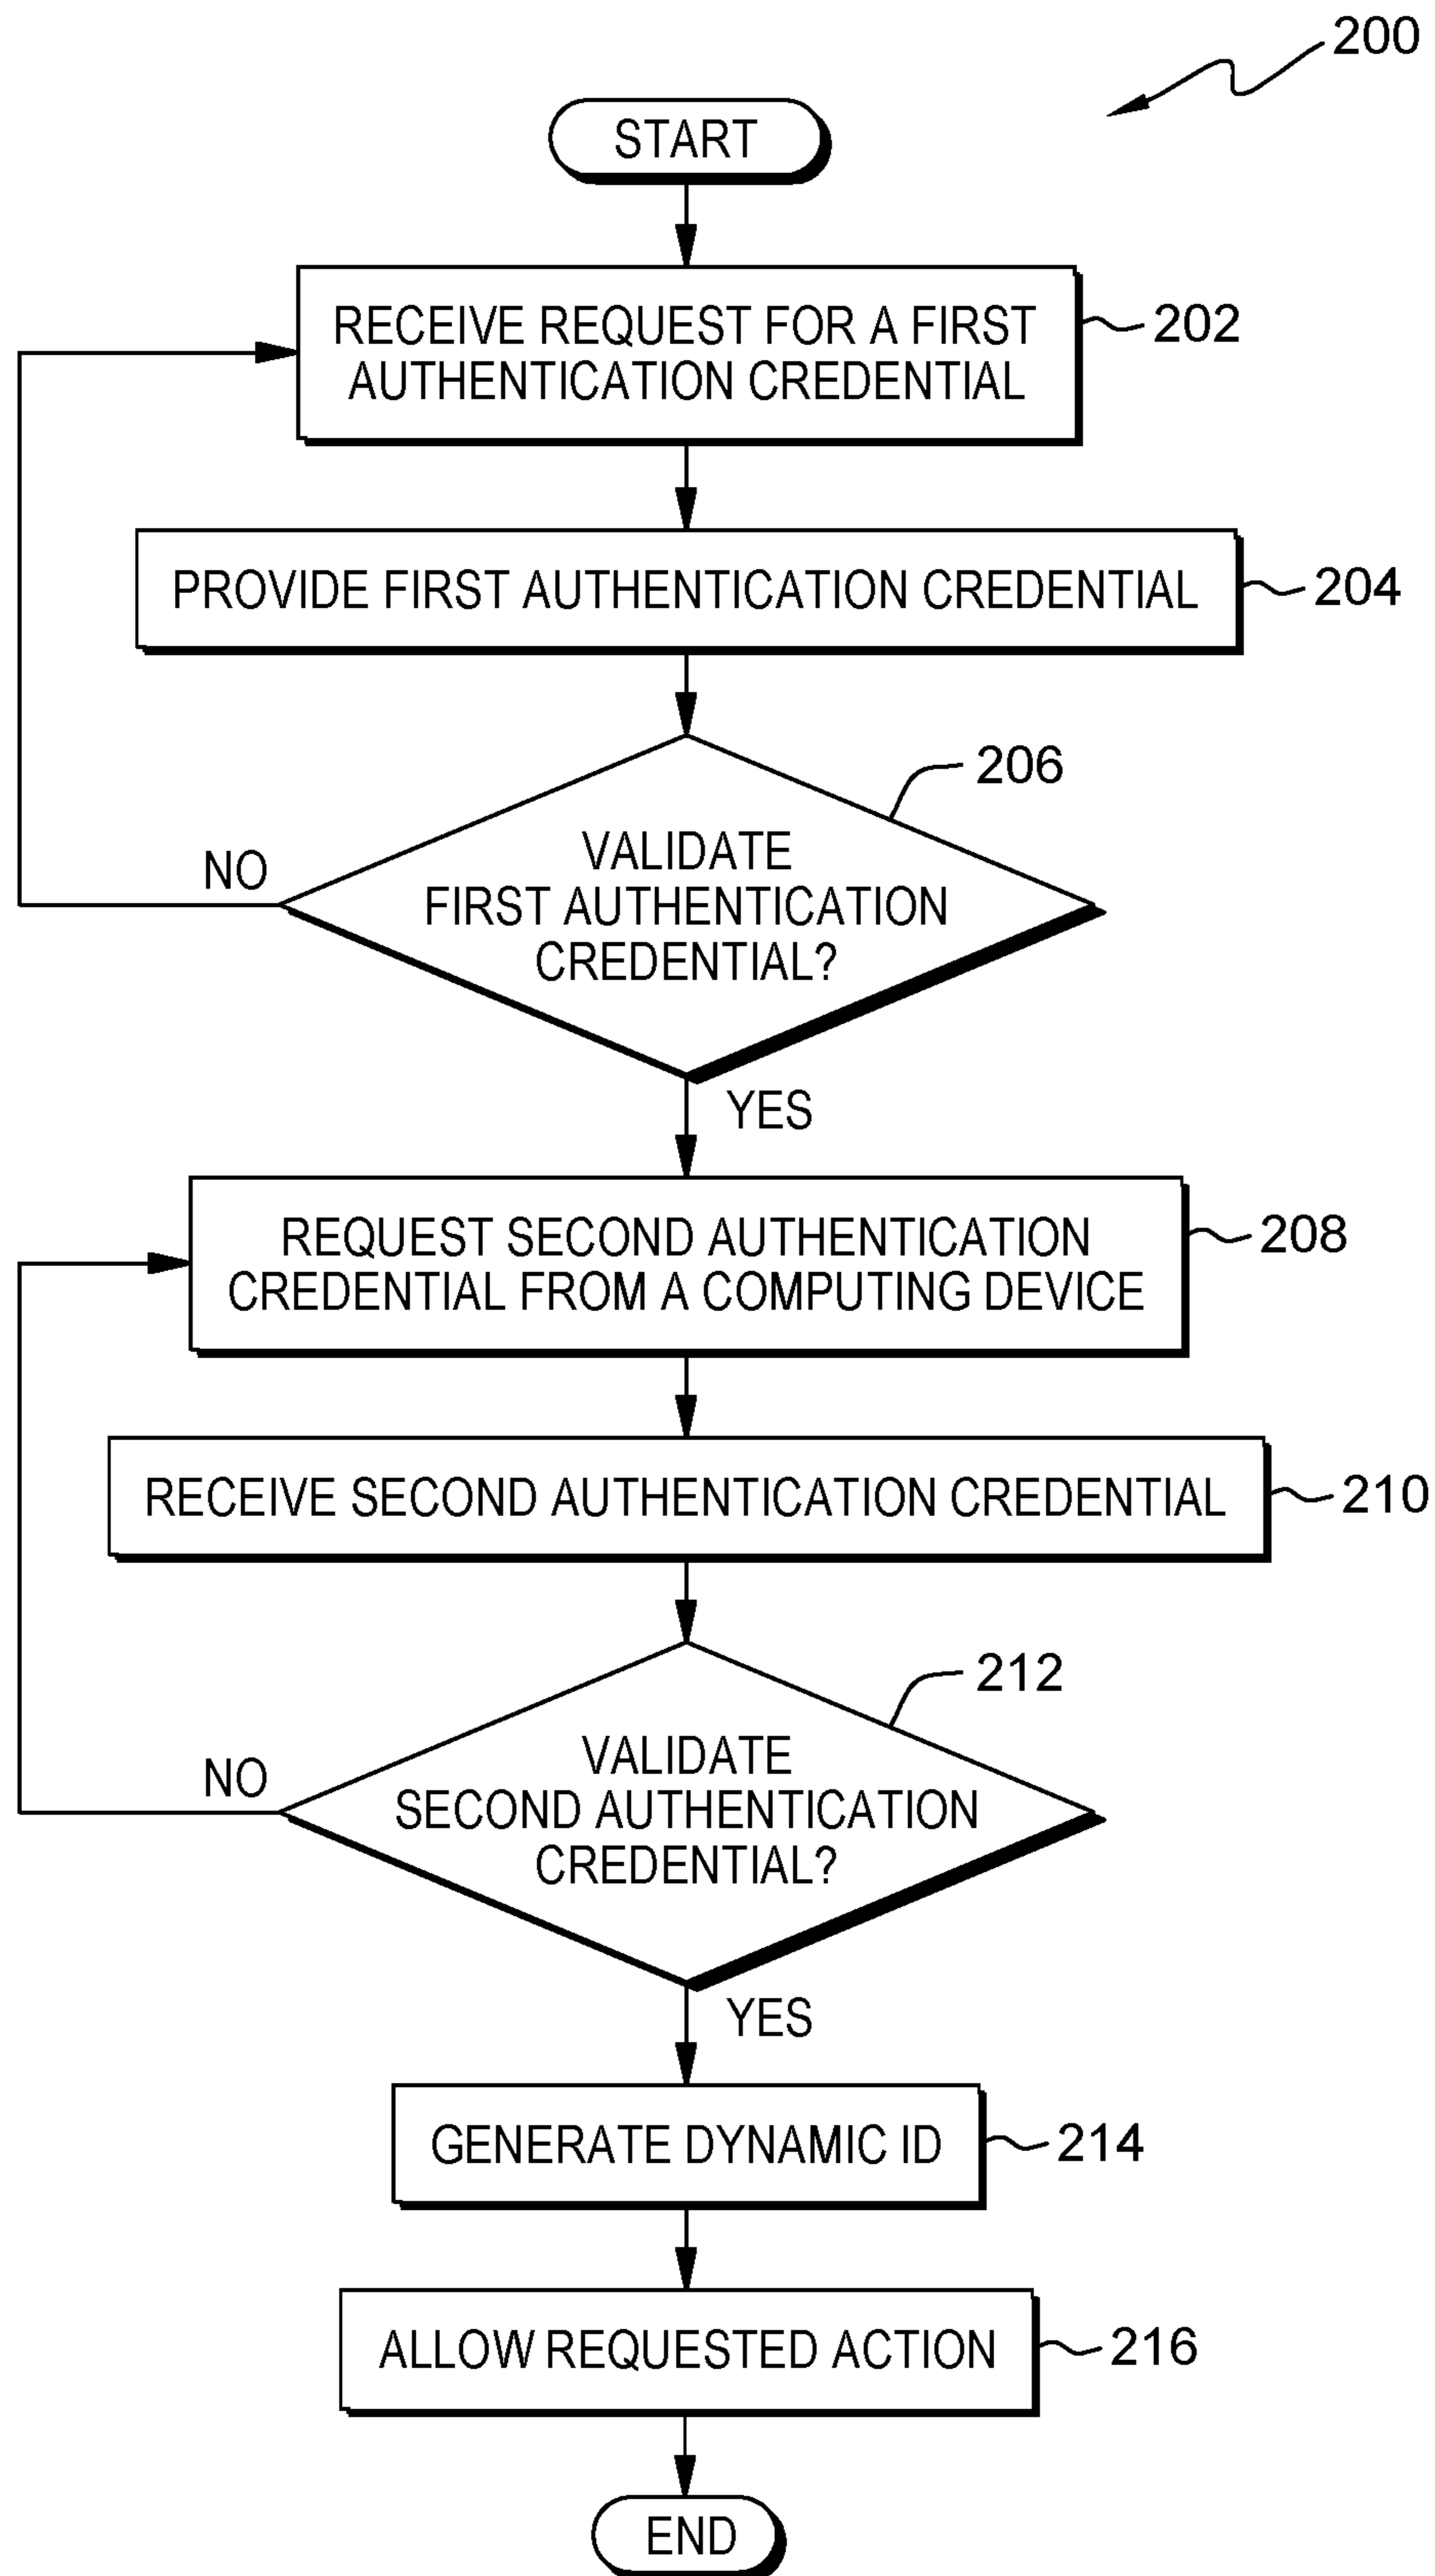 200
START
RECEIVE REQUEST FOR A FIRST
AUTHENTICATION CREDENTIAL
202
PROVIDE FIRST AUTHENTICATION CREDENTIAL
204
206
VALIDATE
FIRST AUTHENTICATION
CREDENTIAL?
NO
YES
REQUEST SECOND AUTHENTICATION
CREDENTIAL FROM A COMPUTING DEVICE
208
RECEIVE SECOND AUTHENTICATION CREDENTIAL
210
212
VALIDATE
SECOND AUTHENTICATION
CREDENTIAL?
NO
YES
GENERATE DYNAMIC ID
214
ALLOW REQUESTED ACTION
216
END